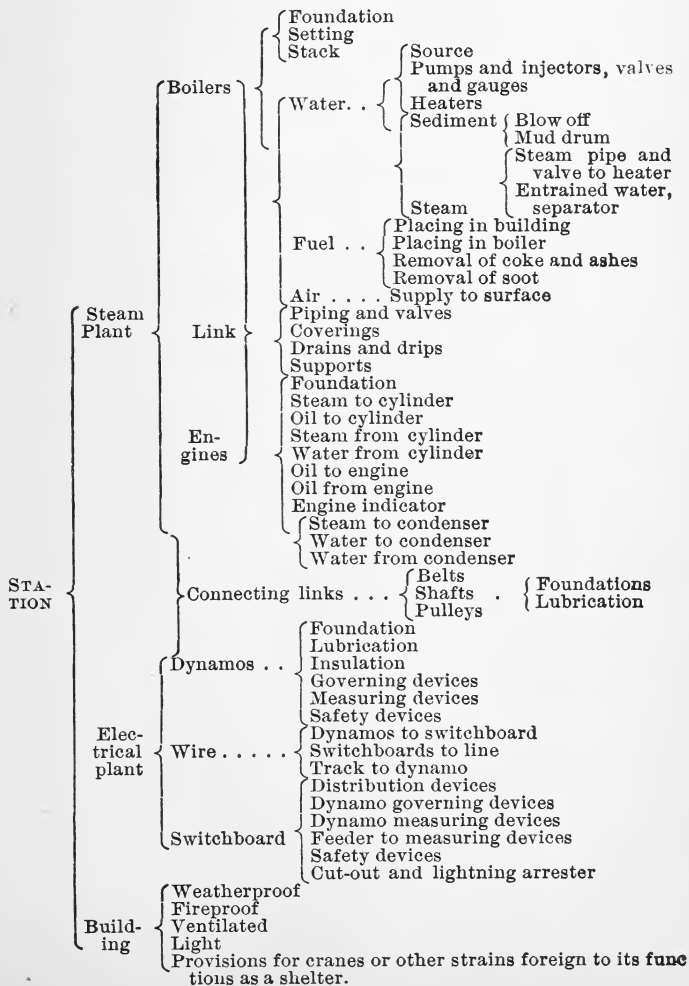 Foundation
Setting
Stack
Boilers
Source
Pumps and injectors, valves
and gauges
Water. .
Heaters
Sediment
Blow off
Mud drum
Steam pipe and
valve to heater
Entrained water,
separator
Steam
Placing in building
Fuel . .
Placing in boiler
Removal of coke and ashes
Removal of soot
Air . . . . Supply to surface
Steam
Plant
Link
Piping and valves
Coverings
Drains and drips
Supports
En-
gines
Foundation
Steam to cylinder
Oil to cylinder
Steam from cylinder
Water from cylinder
Oil to engine
Oil from engine
Engine indicator
Steam to condenser
Water to condenser
Water from condenser
STA-
TION
Connecting links . . .
Belts
Shafts .
Pulleys
Foundations
Lubrication
Dynamos . .
Foundation
Lubrication
Insulation
Governing devices
Measuring devices
Safety devices
Elec-
trical
plant
Wire . . . . .
Dynamos to switchboard
Switchboards to line
Track to dynamo
Switchboard
Distribution devices
Dynamo governing devices
Dynamo measuring devices
Feeder to measuring devices
Safety devices
Cut-out and lightning arrester
Build-
ing
Weatherproof
Fireproof
Ventilated
Light
Provisions for cranes or other strains foreign to its func
tions as a shelter.